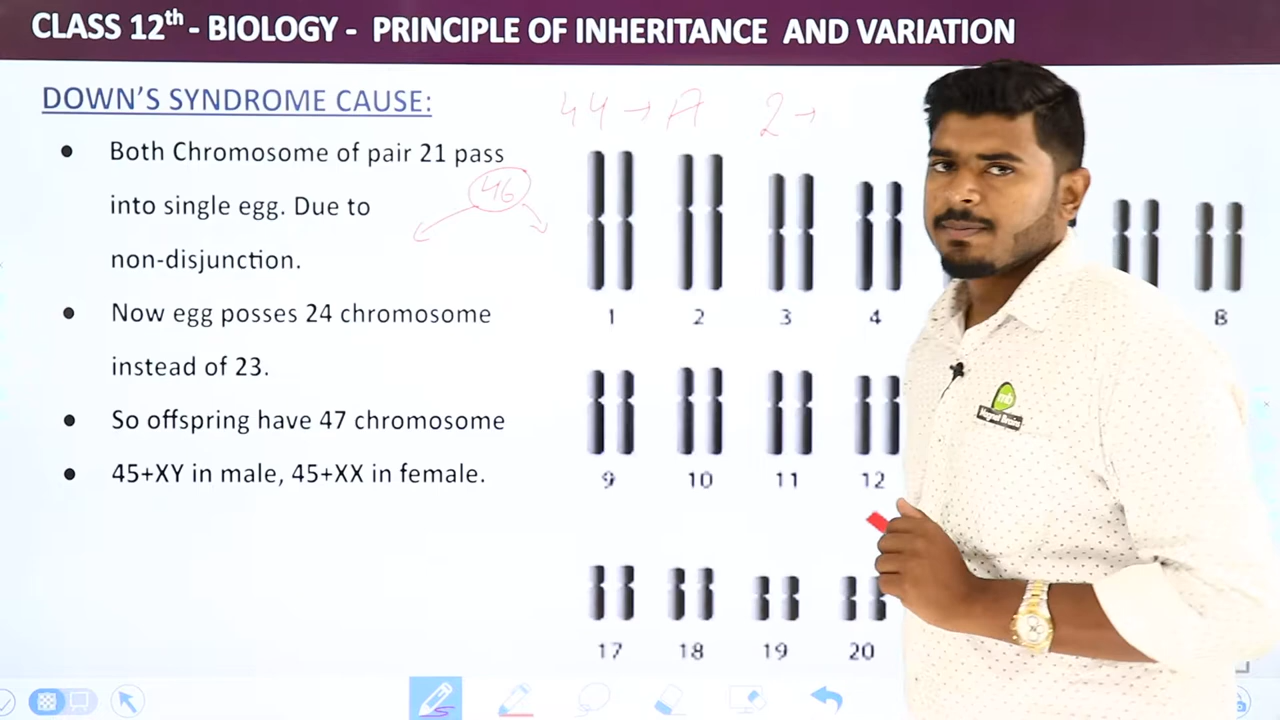 CLASS 12th - BIOLOGY - PRINCIPLE OF INHERITANCE AND VARIATION
DOWN'S SYNDROME CAUSE:
44 → A 2 →
Both Chromosome of pair 21 pass
46
into single egg. Due to
non-disjunction.
Now egg posses 24 chromosome
instead of 23.
So offspring have 47 chromosome
45+XY in male, 45+XX in female.
1 2 3 4 8
9 10 11 12
17 18 19 20
mb
Magnet Brains